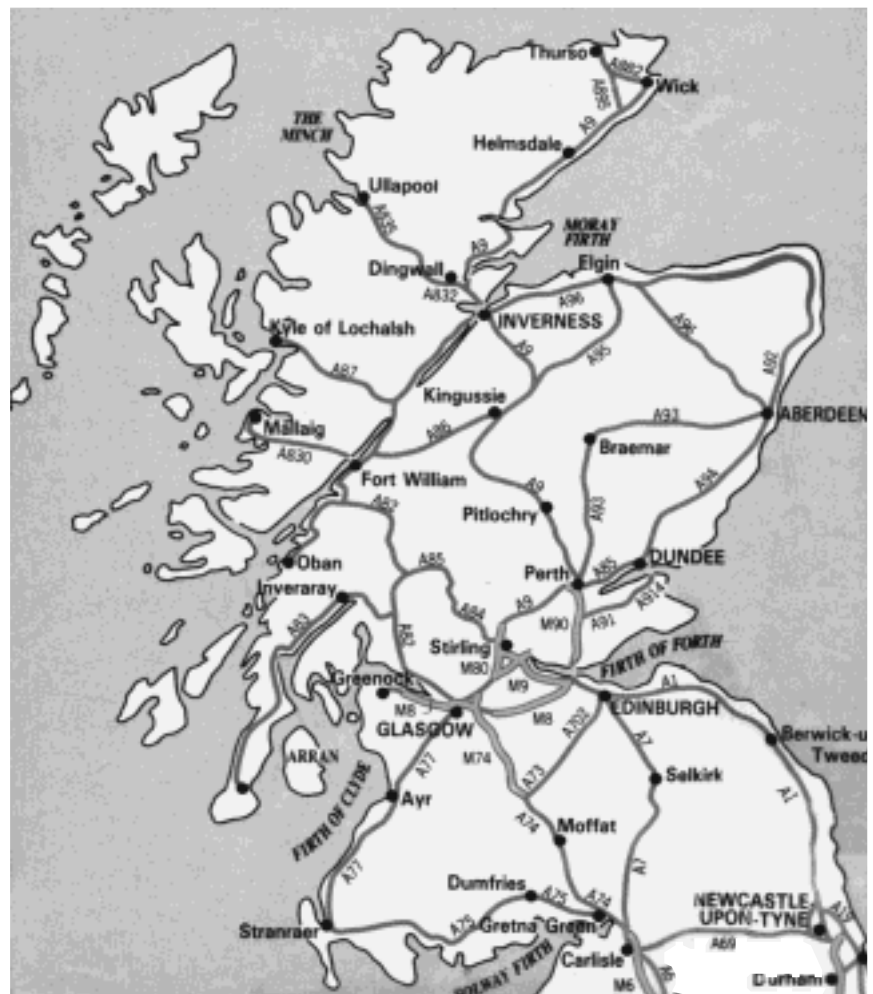 Thurso
A882
Wick
A895
THE
MINCH
A9
Helmsdale
Ullapool
A835
MORAY
FIRTH
A9
Elgin
Dingwall
A832
A96
INVERNESS
Kyle of Lochalsh
A9
A95
A96
A92
A87
Kingussie
A86
A93
ABERDEEN
Mallaig
A830
Braemar
Fort William
A82
A9
A94
Pitlochry
A93
Oban
A85
DUNDEE
Inveraray
Perth
A85
A83
A84
A9
M90
A91
A914
A82
Stirling
M80
FIRTH OF FORTH
Greenock
M9
A1
M8
M8
EDINBURGH
GLASGOW
A702
Berwick-u
Tweed
ARRAN
A77
M74
A7
FIRTH OF CLYDE
A73
Selkirk
A1
Ayr
A74
Moffat
A77
A7
Dumfries
A75
A74
NEWCASTLE-
UPON-TYNE
Stranraer
A75
Gretna Green
A69
Carlisle
SOLWAY FIRTH
M6
Durham